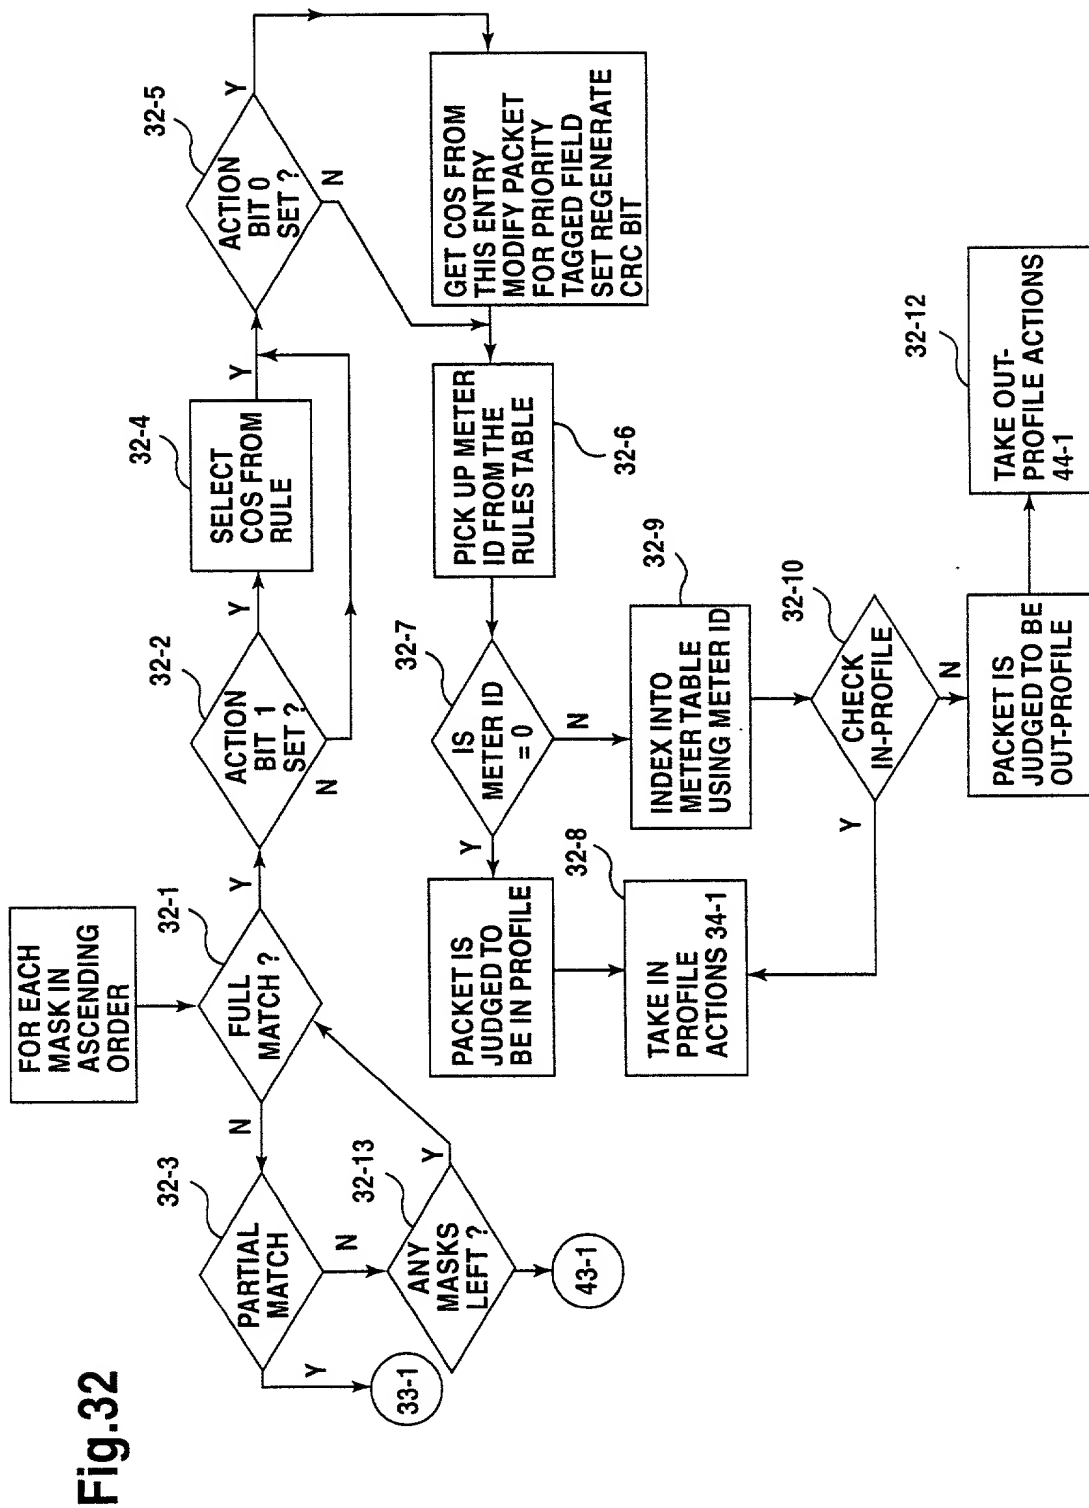 Fig.32
FOR EACH
MASK IN
ASCENDING
ORDER
32-1
FULL
MATCH ?
Y
N
32-3
PARTIAL
MATCH
Y
33-1
N
32-13
ANY
MASKS
LEFT ?
Y
43-1
32-2
ACTION
BIT 1
SET ?
Y
N
32-4
SELECT
COS FROM
RULE
Y
32-5
ACTION
BIT 0
SET ?
Y
N
GET COS FROM
THIS ENTRY
MODIFY PACKET
FOR PRIORITY
TAGGED FIELD
SET REGENERATE
CRC BIT
PICK UP METER
ID FROM THE
RULES TABLE
32-6
32-7
IS
METER ID
= 0
Y
N
PACKET IS
JUDGED TO
BE IN PROFILE
32-8
TAKE IN
PROFILE
ACTIONS 34-1
32-9
INDEX INTO
METER TABLE
USING METER ID
32-10
CHECK
IN-PROFILE
Y
N
PACKET IS
JUDGED TO BE
OUT-PROFILE
32-12
TAKE OUT-
PROFILE ACTIONS
44-1